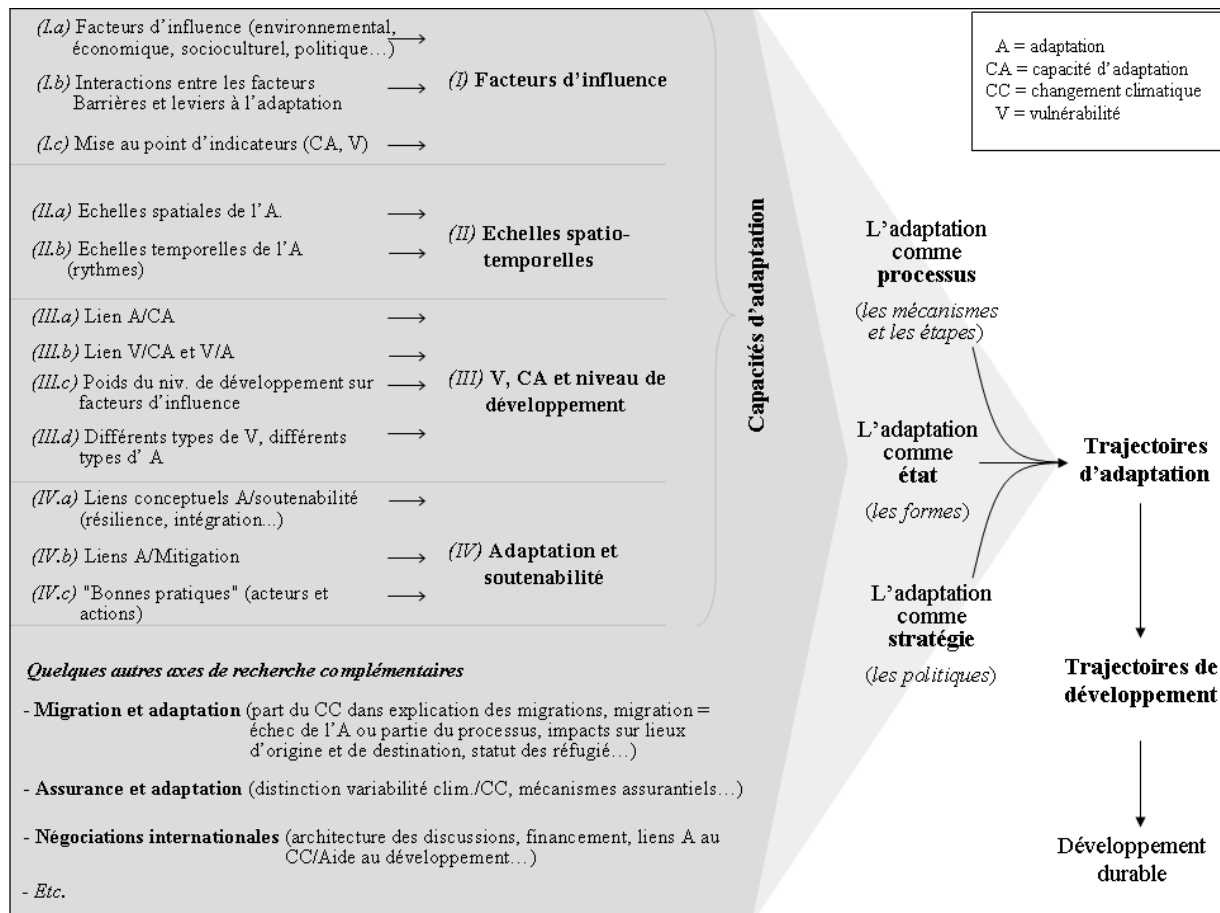 (I.a) Facteurs d’influence (environnemental,
économique, socioculturel, politique…)
(I.b) Interactions entre les facteurs
Barrières et leviers à l’adaptation
(I.c) Mise au point d’indicateurs (CA, V)
(I) Facteurs d’influence
(II.a) Echelles spatiales de l’A.
(II.b) Echelles temporelles de l’A
(rythmes)
(II) Echelles spatio-
temporelles
(III.a) Lien A/CA
(III.b) Lien V/CA et V/A
(III.c) Poids du niv. de développement sur
facteurs d’influence
(III.d) Différents types de V, différents
types d’ A
(III) V, CA et niveau de
développement
(IV.a) Liens conceptuels A/soutenabilité
(résilience, intégration...)
(IV.b) Liens A/Mitigation
(IV.c) "Bonnes pratiques" (acteurs et
actions)
(IV) Adaptation et
soutenabilité
Quelques autres axes de recherche complémentaires
- Migration et adaptation (part du CC dans explication des migrations, migration =
échec de l’A ou partie du processus, impacts sur lieux
d’origine et de destination, statut des réfugié…)
- Assurance et adaptation (distinction variabilité clim./CC, mécanismes assurantiels…)
- Négociations internationales (architecture des discussions, financement, liens A au
CC/Aide au développement…)
- Etc.
Capacités d’adaptation
L’adaptation
comme
processus
(les mécanismes
et les étapes)
L’adaptation
comme
état
(les formes)
L’adaptation
comme
stratégie
(les politiques)
A = adaptation
CA = capacité d’adaptation
CC = changement climatique
V = vulnérabilité
Trajectoires
d’adaptation
Trajectoires de
développement
Développement
durable